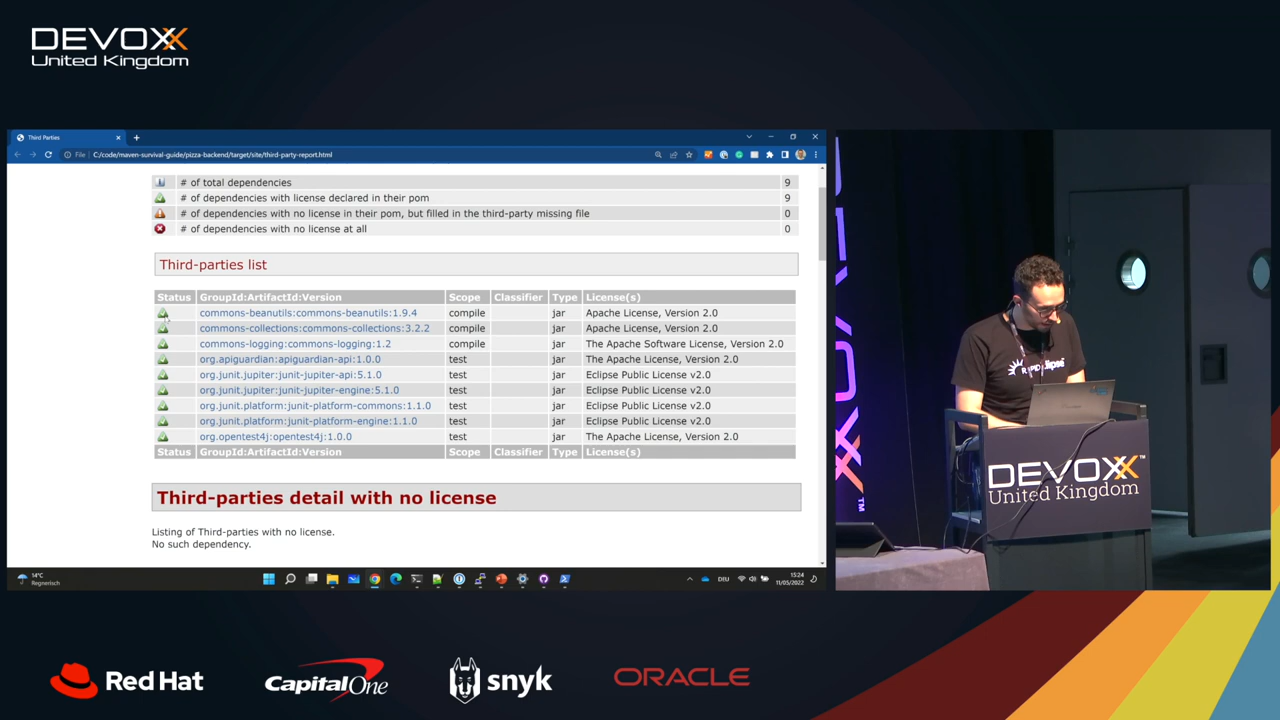 DEVOXX
United Kingdom
Third Parties
File
C:/code/maven-survival-guide/pizza-backend/target/site/third-party-report.html
# of total dependencies 9
# of dependencies with license declared in their pom 9
# of dependencies with no license in their pom, but filled in the third-party missing file 0
# of dependencies with no license at all 0
Third-parties list
Status GroupId:ArtifactId:Version Scope Classifier Type License(s)
commons-beanutils:commons-beanutils:1.9.4 compile jar Apache License, Version 2.0
commons-collections:commons-collections:3.2.2 compile jar Apache License, Version 2.0
commons-logging:commons-logging:1.2 compile jar The Apache Software License, Version 2.0
org.apiguardian:apiguardian-api:1.0.0 test jar The Apache License, Version 2.0
org.junit.jupiter:junit-jupiter-api:5.1.0 test jar Eclipse Public License v2.0
org.junit.jupiter:junit-jupiter-engine:5.1.0 test jar Eclipse Public License v2.0
org.junit.platform:junit-platform-commons:1.1.0 test jar Eclipse Public License v2.0
org.junit.platform:junit-platform-engine:1.1.0 test jar Eclipse Public License v2.0
org.opentest4j:opentest4j:1.0.0 test jar The Apache License, Version 2.0
Status GroupId:ArtifactId:Version Scope Classifier Type License(s)
Third-parties detail with no license
Listing of Third-parties with no license.
No such dependency.
14°C
Regnerisch
DEU
15:24
11/05/2022
DEVOXX
United Kingdom
TM
Red Hat
Capital One
snyk
ORACLE